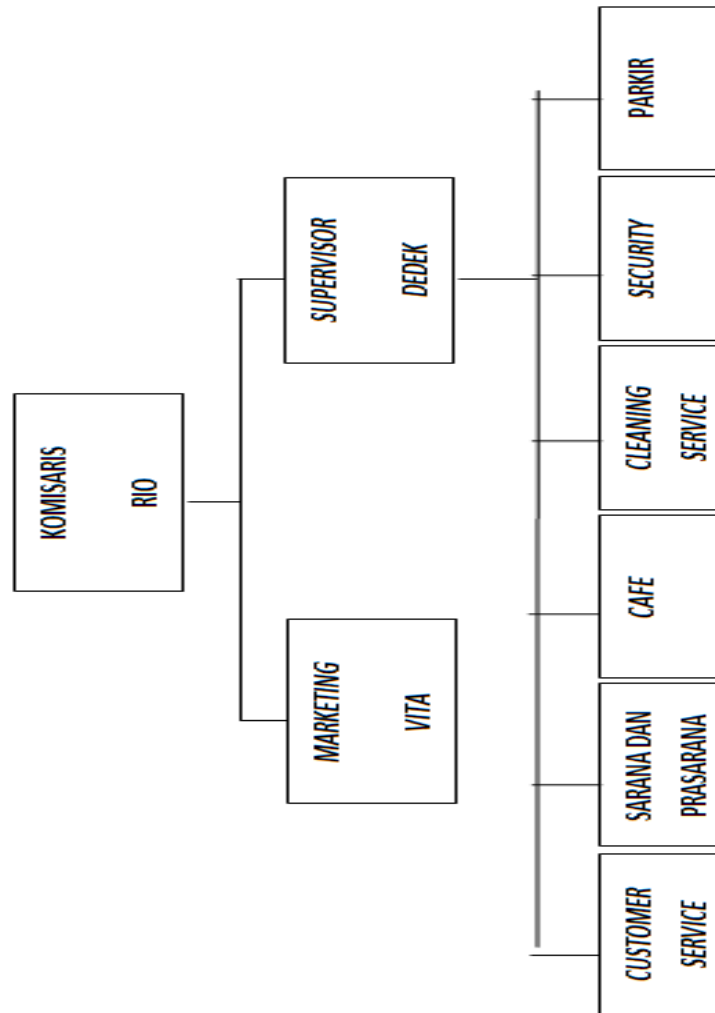 KOMISARIS
RIO
MARKETING
VITA
SUPERVISOR
DEDEK
CUSTOMER
SERVICE
SARANA DAN
PRASARANA
CAFE
CLEANING
SERVICE
SECURITY
PARKIR